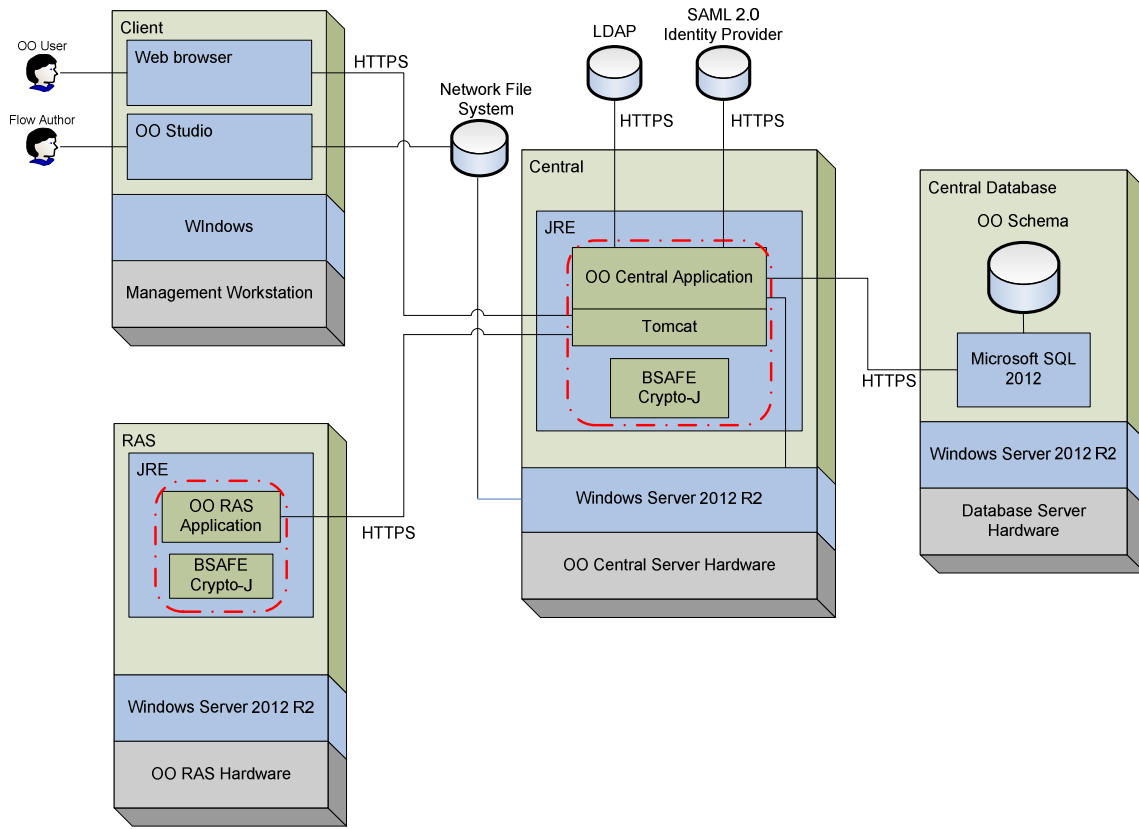 OO User
Flow Author
Client
Web browser
OO Studio
WIndows
Management Workstation
HTTPS
Network File
System
LDAP
HTTPS
SAML 2.0
Identity Provider
HTTPS
Central
JRE
OO Central Application
Tomcat
BSAFE
Crypto-J
Windows Server 2012 R2
OO Central Server Hardware
HTTPS
Central Database
OO Schema
Microsoft SQL
2012
Windows Server 2012 R2
Database Server
Hardware
RAS
JRE
OO RAS
Application
BSAFE
Crypto-J
HTTPS
Windows Server 2012 R2
OO RAS Hardware